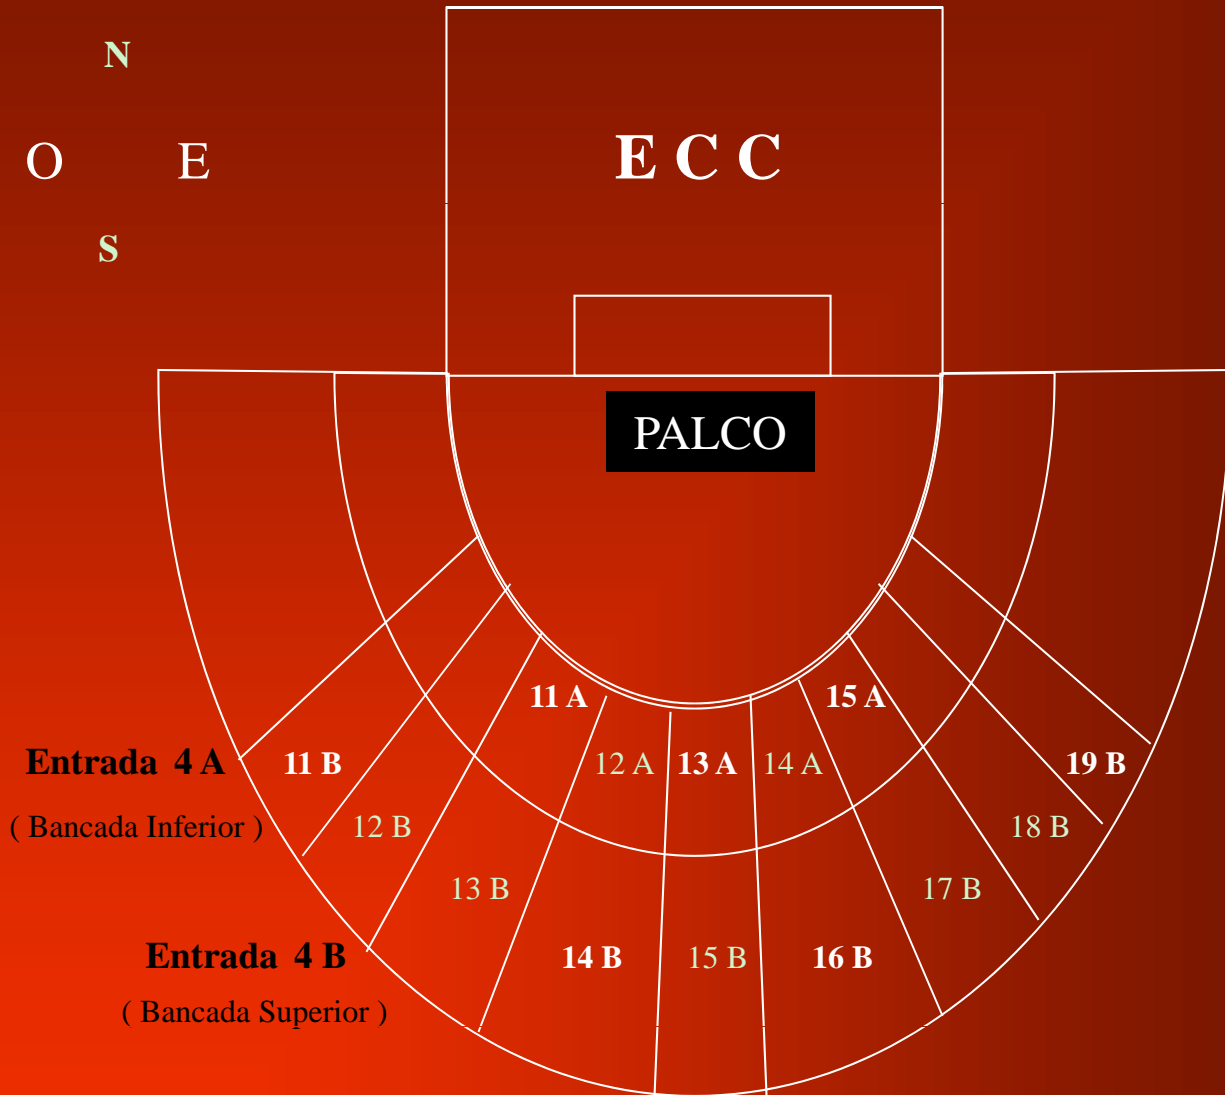 N
O E
S
E C C
PALCO
11 A 15 A
12 A 13 A 14 A
Entrada 4 A 11 B 19 B
( Bancada Inferior ) 12 B 18 B
13 B 17 B
Entrada 4 B 14 B 15 B 16 B
( Bancada Superior )